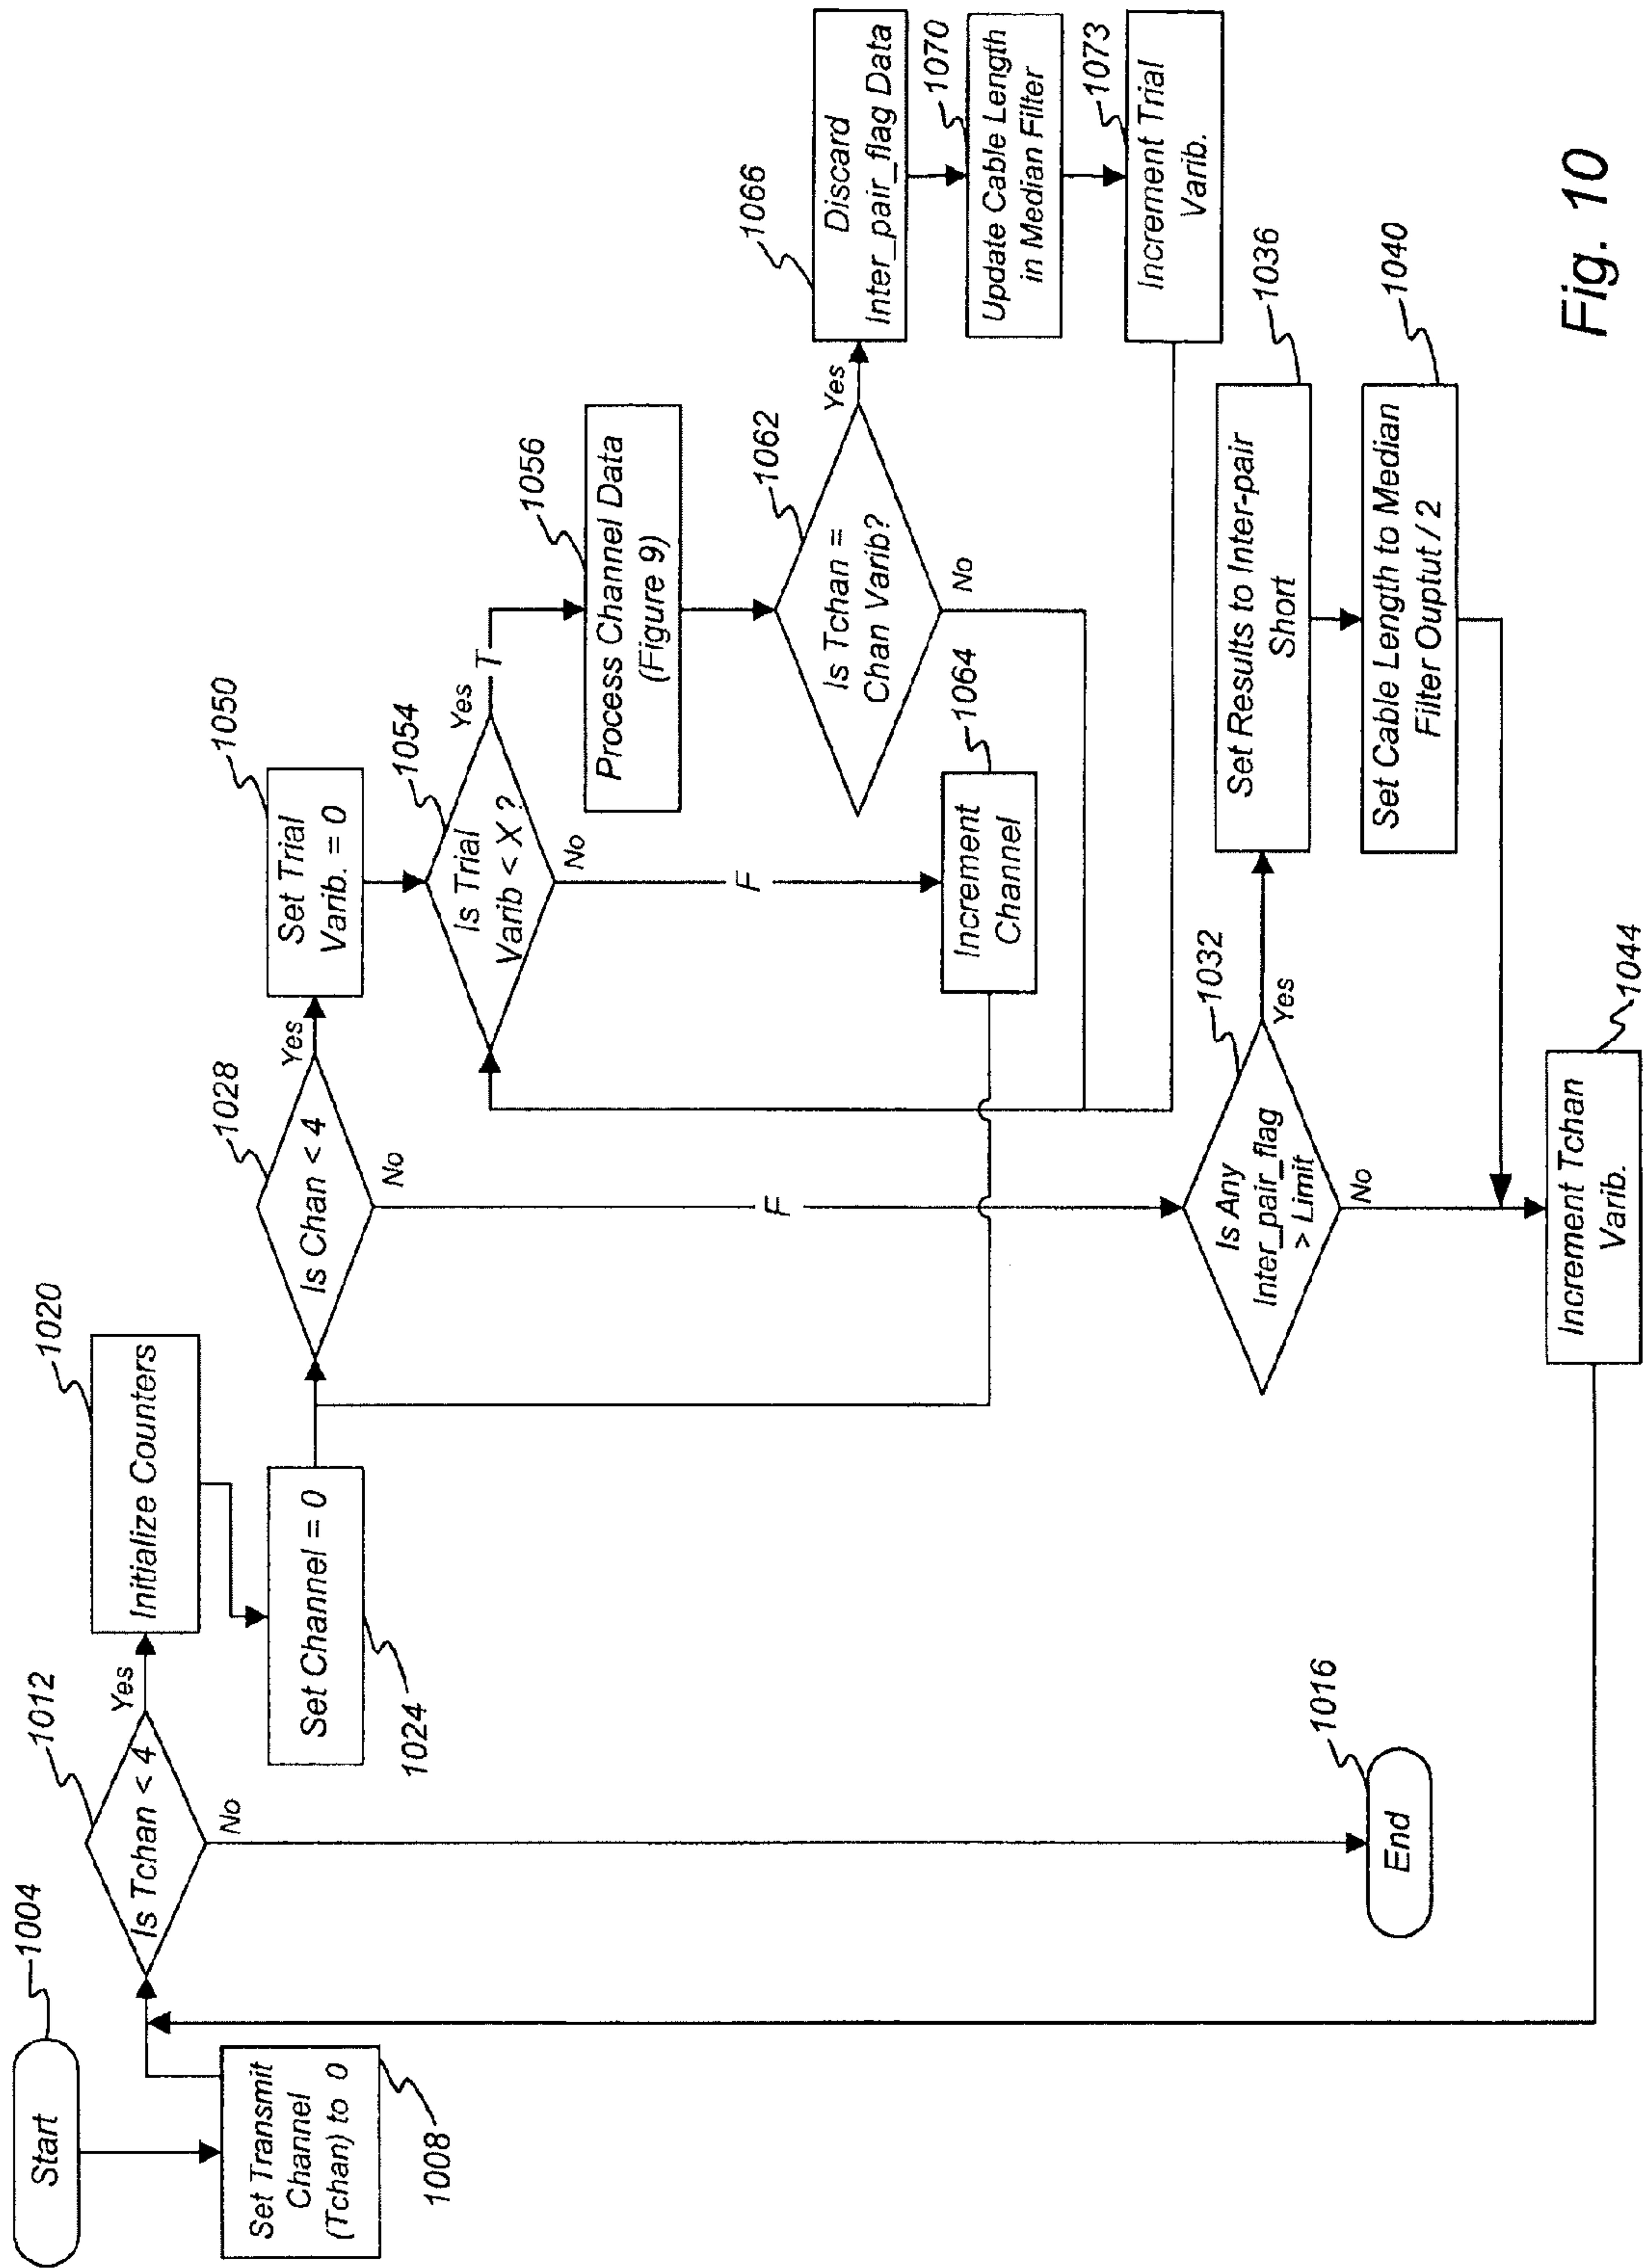 Start
1004
Set Transmit
Channel
(Tchan) to 0
1008
Is Tchan < 4
1012
Yes
No
End
1016
Initialize Counters
1020
Set Channel = 0
1024
Is Chan < 4
1028
Yes
No
F
Set Trial
Varib. = 0
1050
Is Trial
Varib < X ?
1054
Yes
T
No
F
Process Channel Data
(Figure 9)
1056
Is Tchan =
Chan Varib?
1062
Yes
No
Increment
Channel
1064
Discard
Inter_pair_flag Data
1066
Update Cable Length
in Median Filter
1070
Increment Trial
Varib.
1073
Is Any
Inter_pair_flag
> Limit
1032
Yes
No
Set Results to Inter-pair
Short
1036
Set Cable Length to Median
Filter Ouptut / 2
1040
Increment Tchan
Varib.
1044
Fig. 10